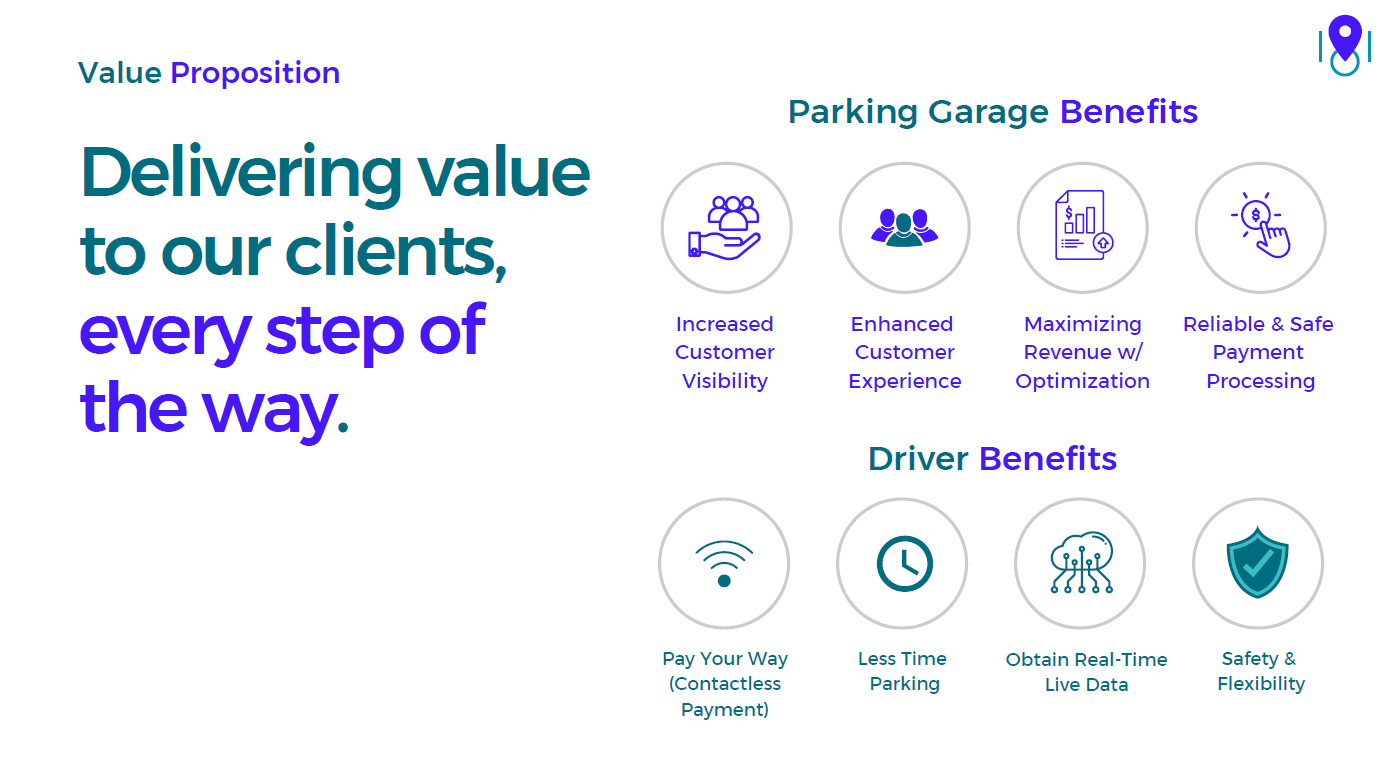 Value Proposition
Delivering value
to our clients,
every step of
the way.
Parking Garage Benefits
Increased
Customer
Visibility
Enhanced
Customer
Experience
Maximizing
Revenue w/
Optimization
Reliable & Safe
Payment
Processing
Driver Benefits
Pay Your Way
(Contactless
Payment)
Less Time
Parking
Obtain Real-Time
Live Data
Safety &
Flexibility